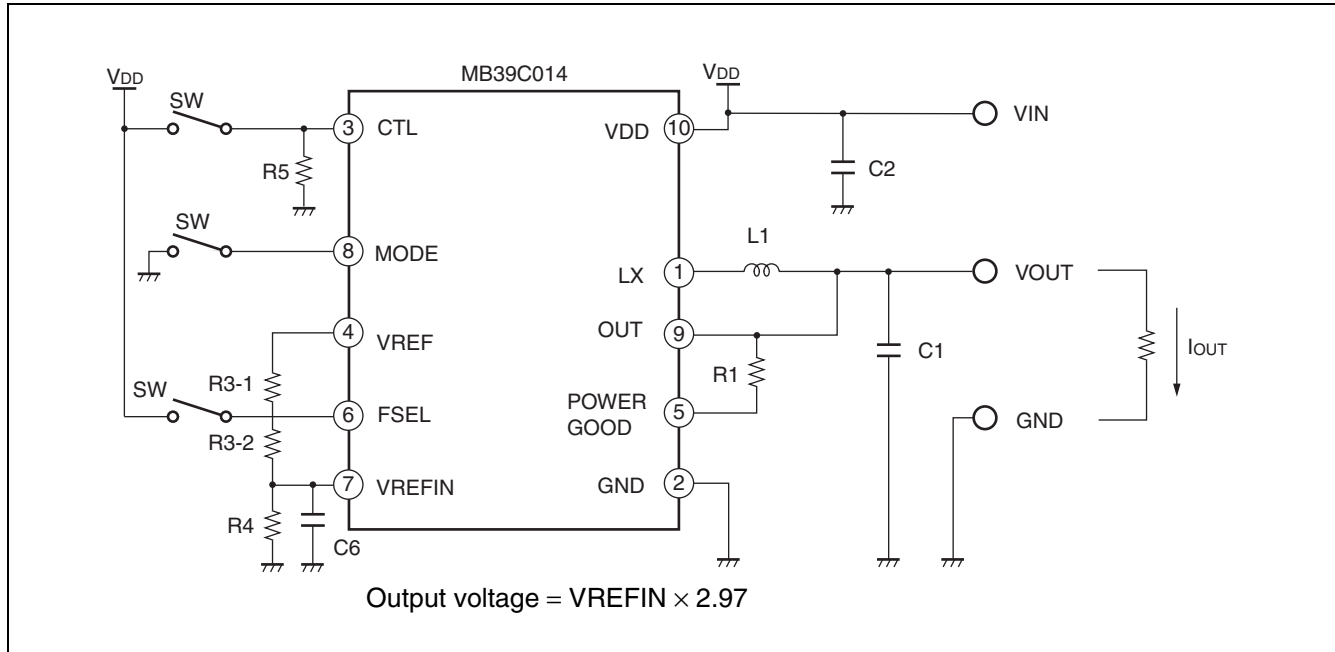 MB39C014
VDD
SW
3
CTL
R5
SW
8
MODE
4
VREF
R3-1
SW
6
FSEL
R3-2
7
VREFIN
R4
C6
VDD
VDD
10
VIN
C2
L1
LX
1
VOUT
OUT
9
R1
C1
IOUT
POWER
GOOD
5
GND
GND
2
Output voltage = VREFIN × 2.97